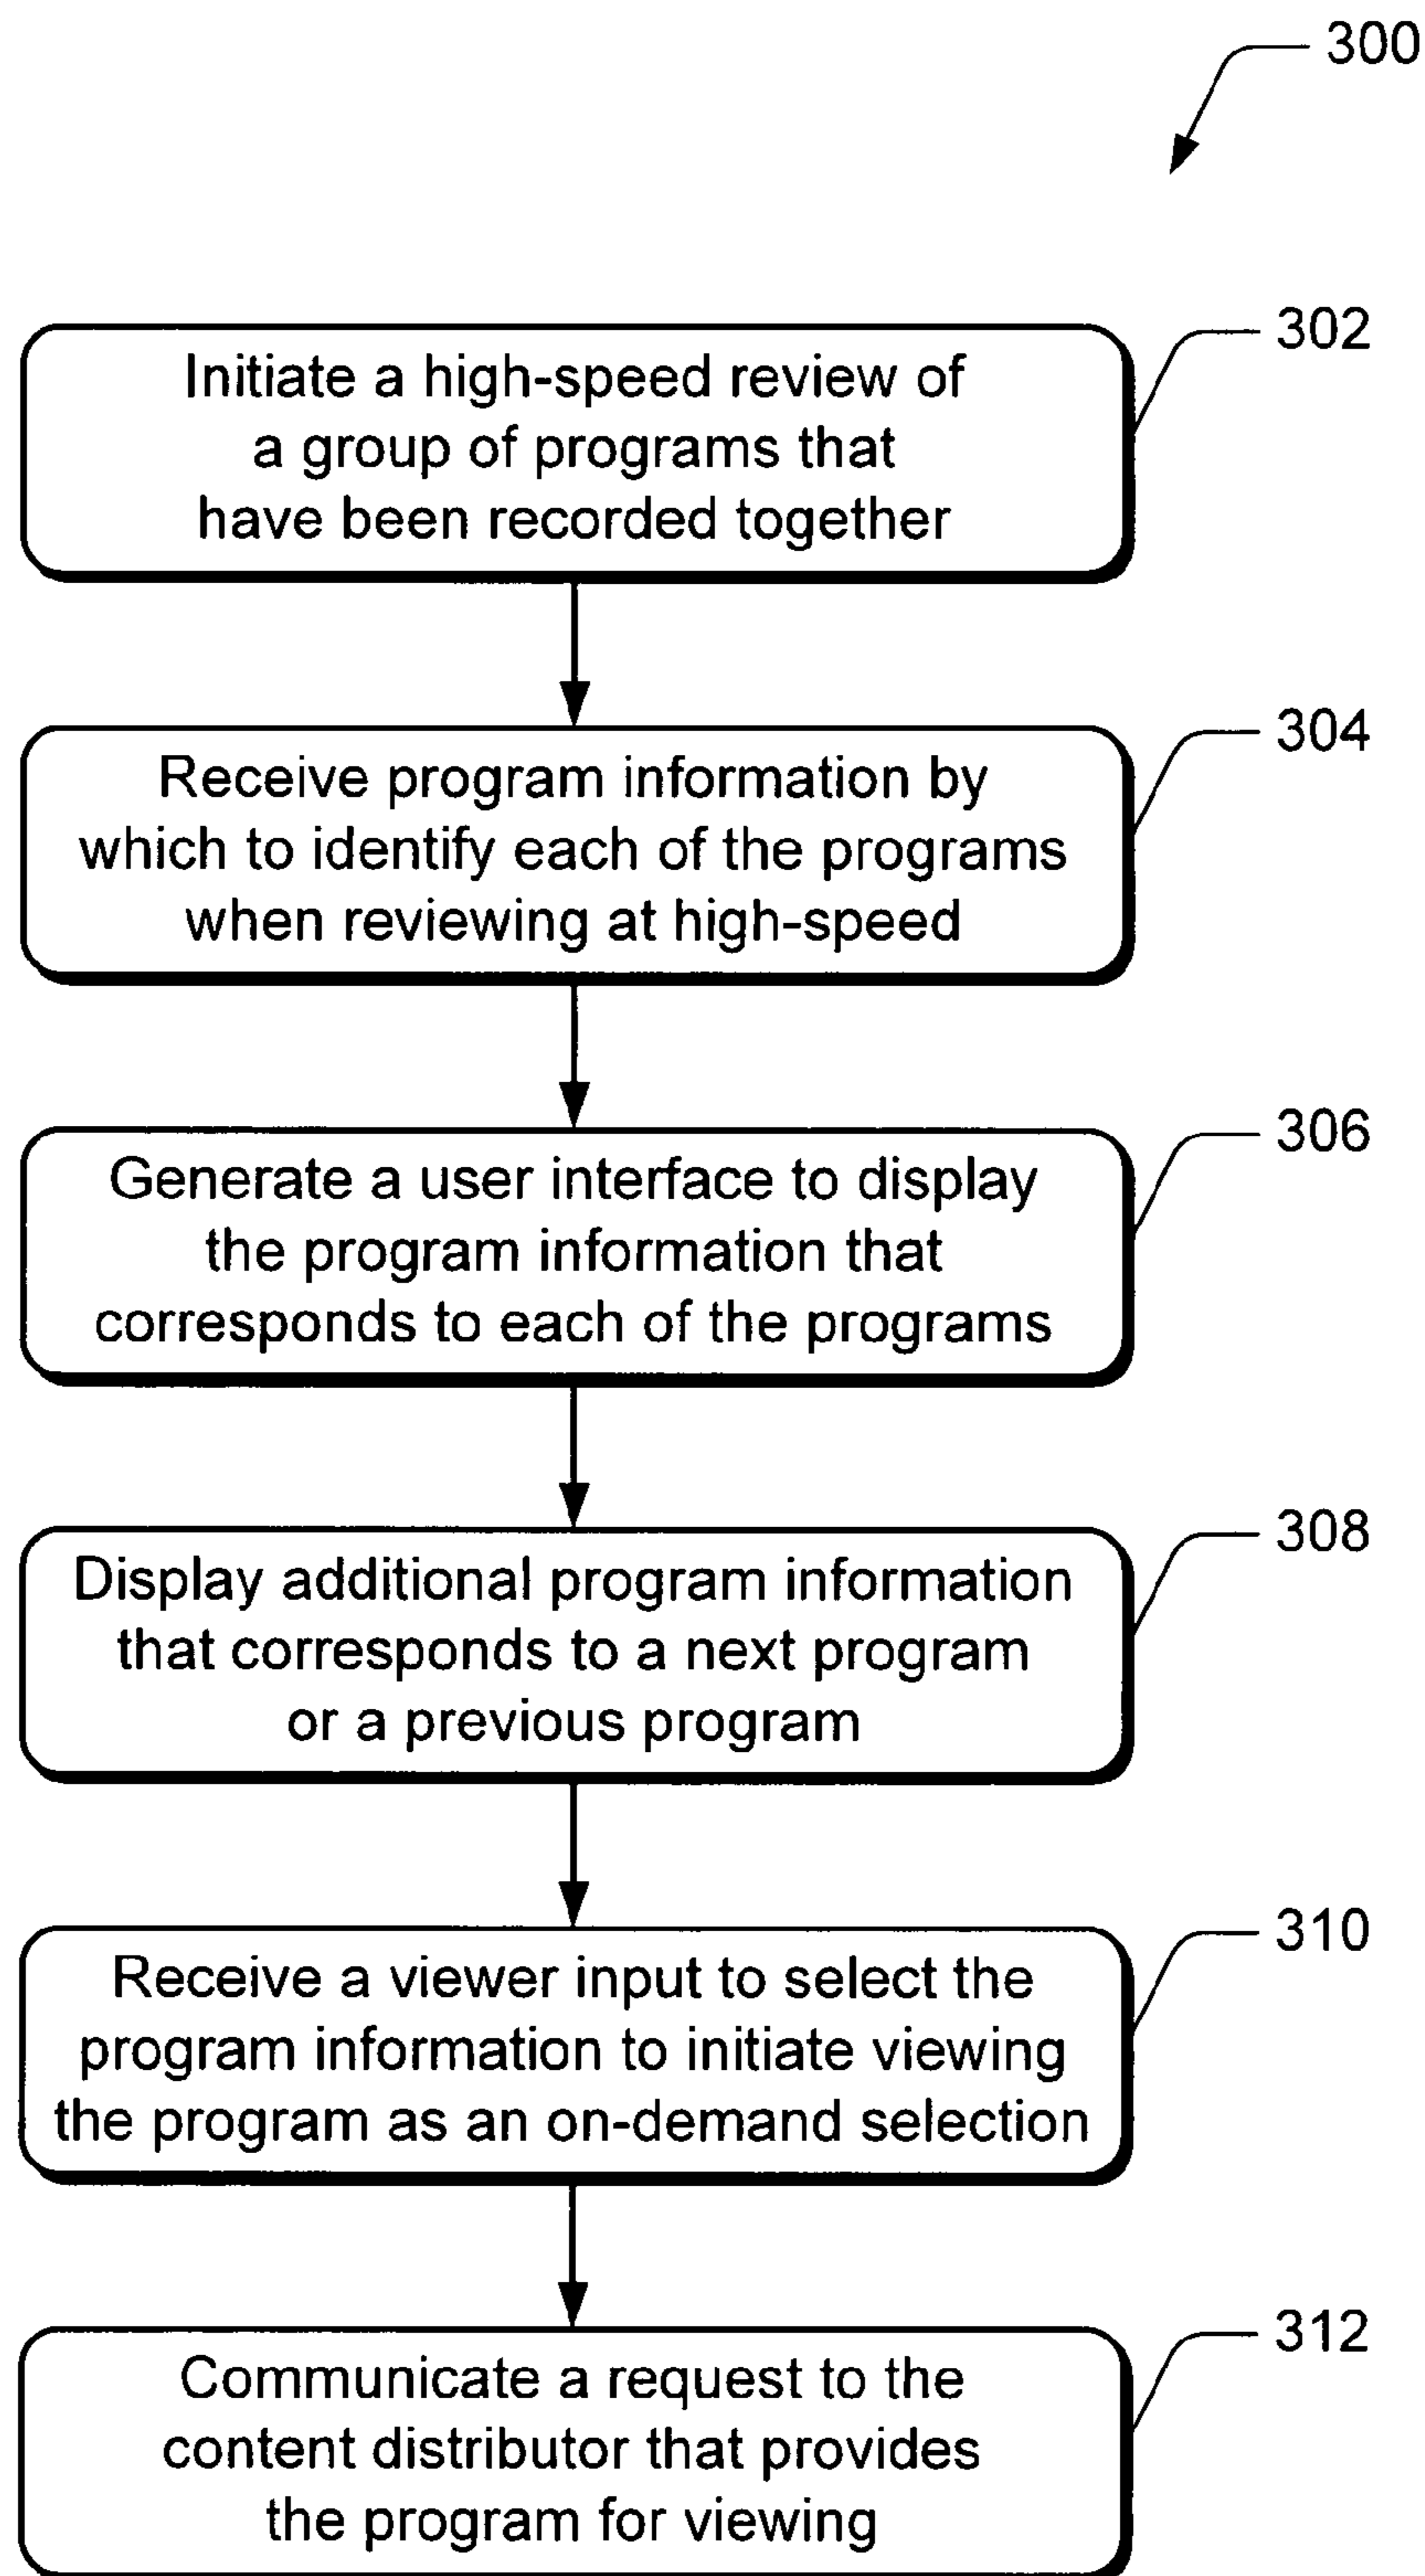 300
302
Initiate a high-speed review of
a group of programs that
have been recorded together
304
Receive program information by
which to identify each of the programs
when reviewing at high-speed
306
Generate a user interface to display
the program information that
corresponds to each of the programs
308
Display additional program information
that corresponds to a next program
or a previous program
310
Receive a viewer input to select the
program information to initiate viewing
the program as an on-demand selection
312
Communicate a request to the
content distributor that provides
the program for viewing